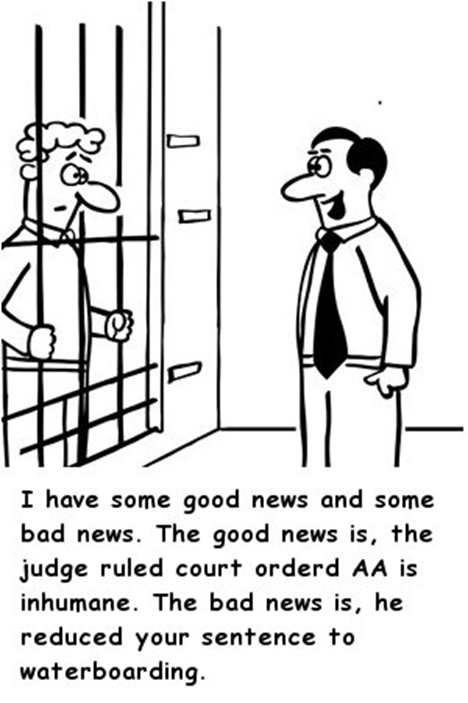 I have some good news and some
bad news. The good news is, the
judge ruled court orderd AA is
inhumane. The bad news is, he
reduced your sentence to
waterboarding.